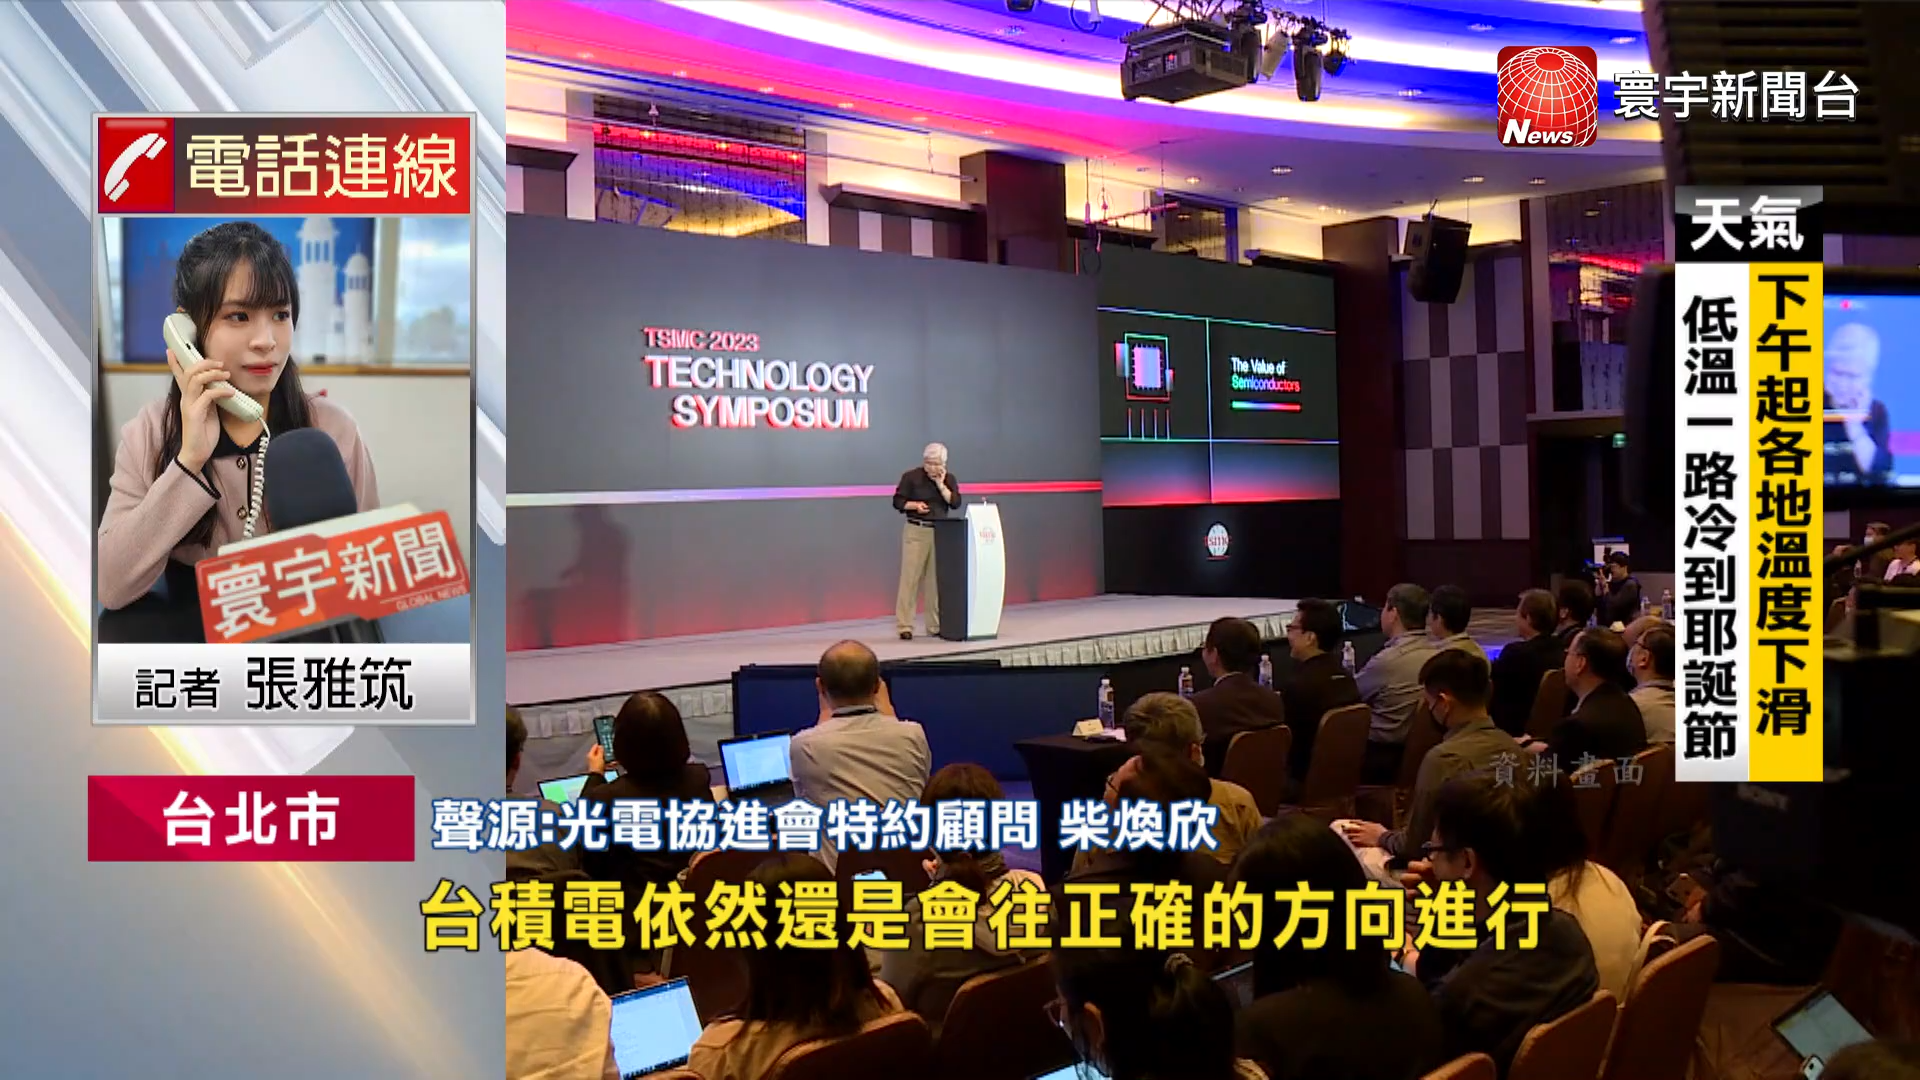 電話連線
寰宇新聞
GLOBAL NEWS
記者 張雅筑
台北市
TSMC 2023
TECHNOLOGY
SYMPOSIUM
The Value of
Semiconductors
tsmc
News
寰宇新聞台
天氣
下午起各地溫度下滑
低溫一路冷到耶誕節
資料畫面
聲源:光電協進會特約顧問 柴煥欣
台積電依然還是會往正確的方向進行